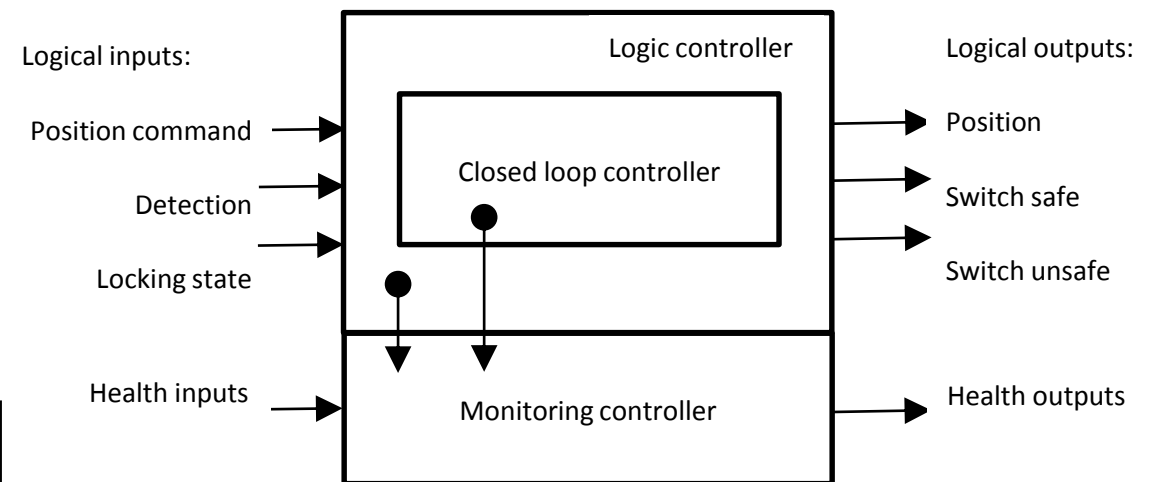 Logical inputs:
Position command
Detection
Locking state
Health inputs
Logic controller
Closed loop controller
Monitoring controller
Logical outputs:
Position
Switch safe
Switch unsafe
Health outputs